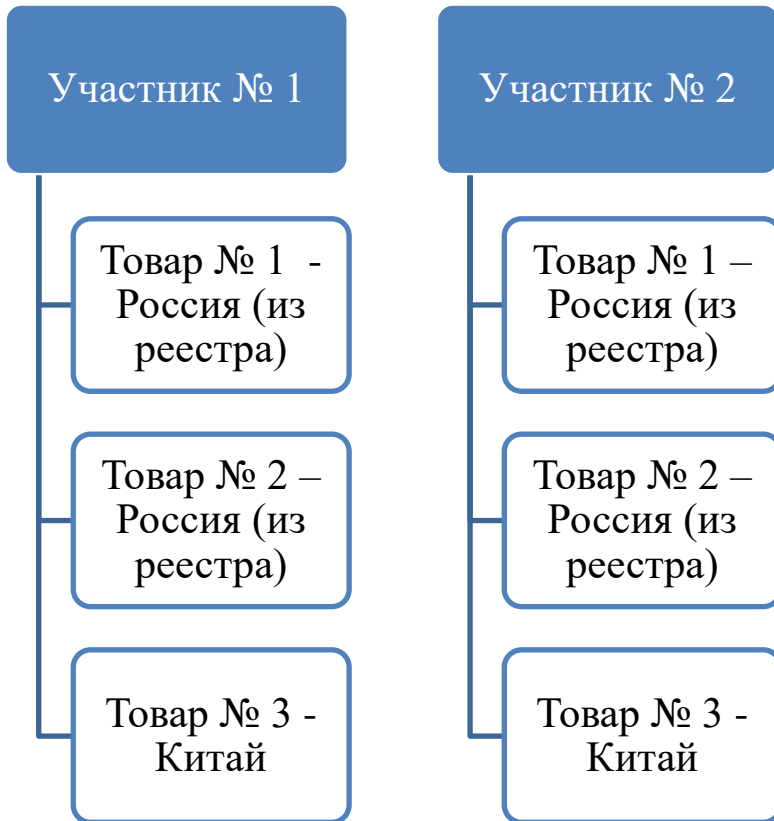 Участник № 1
Товар № 1 -
Россия (из
реестра)
Товар № 2 –
Россия (из
реестра)
Товар № 3 -
Китай
Участник № 2
Товар № 1 –
Россия (из
реестра)
Товар № 2 –
Россия (из
реестра)
Товар № 3 -
Китай